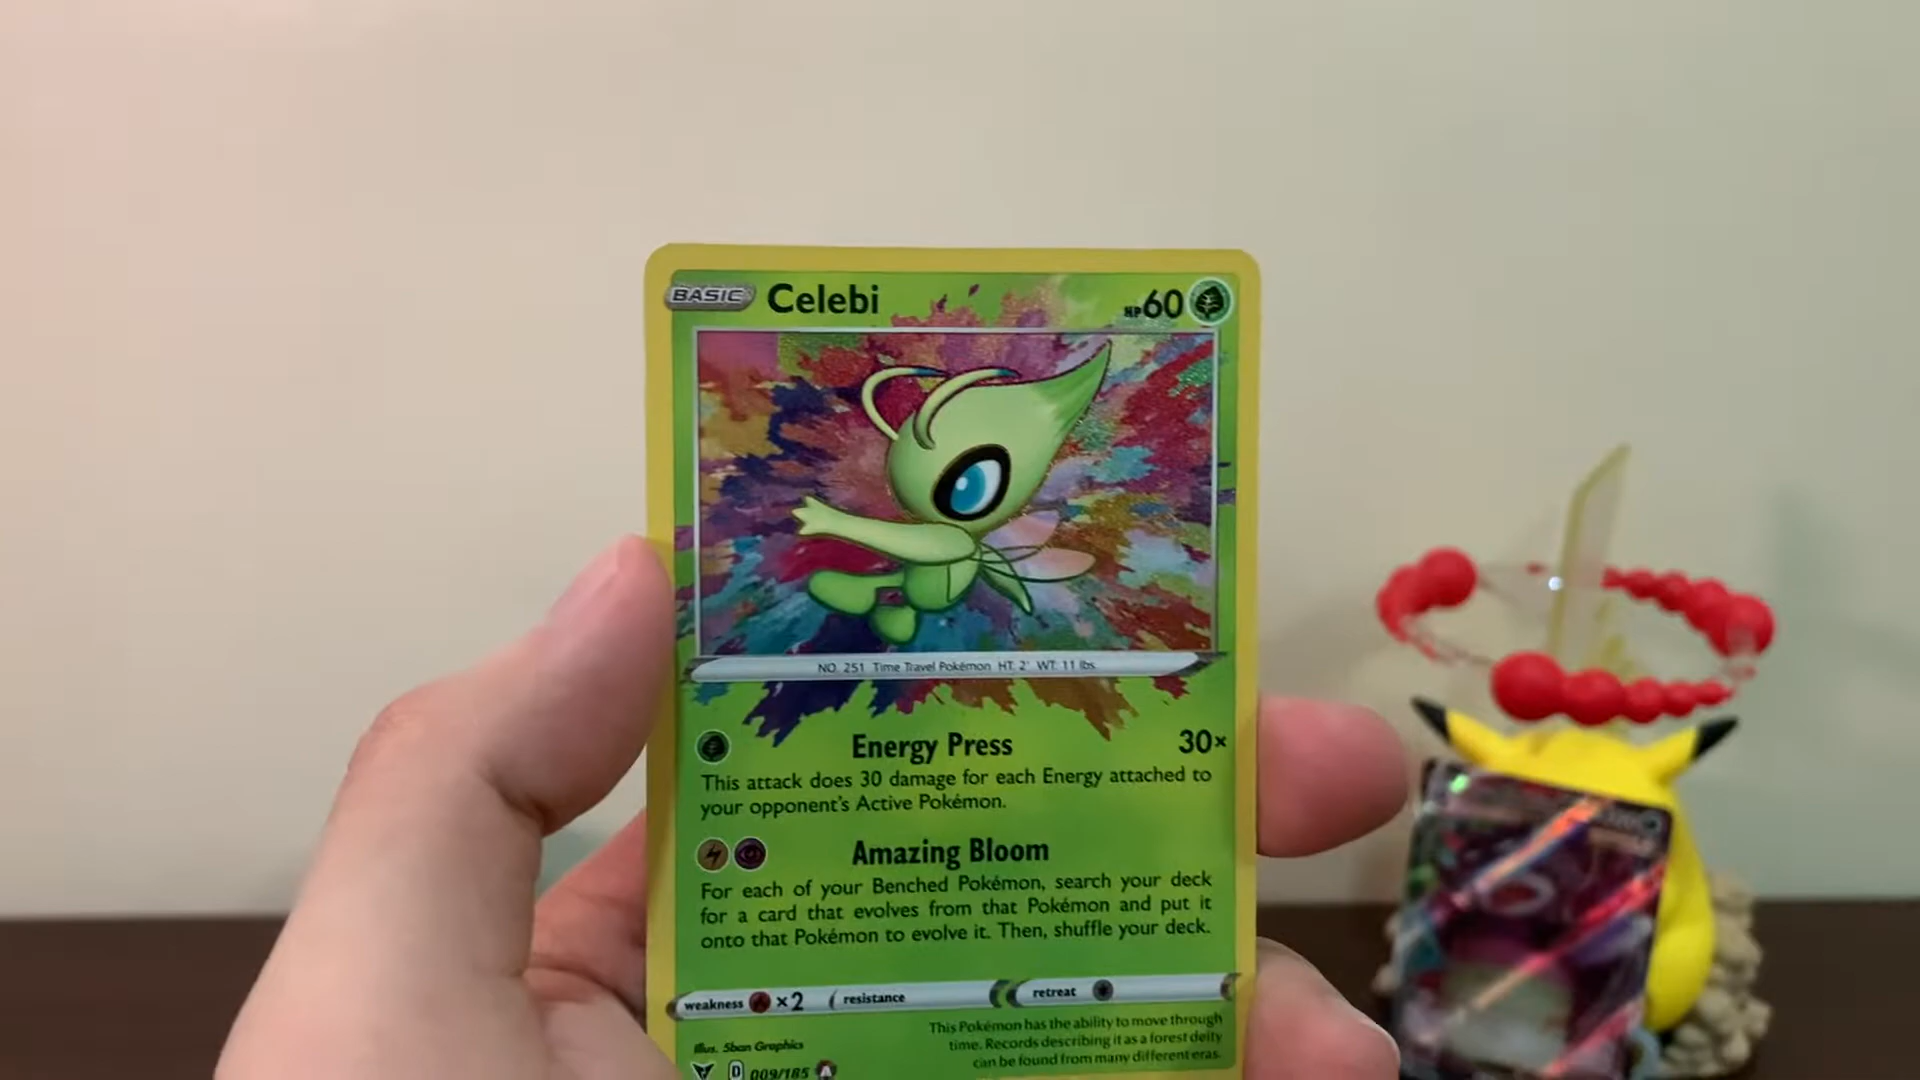 BASIC Celebi HP60
NO. 251 Time Travel Pokémon HT: 2' WT: 11 lbs
Energy Press 30×
This attack does 30 damage for each Energy attached to
your opponent's Active Pokémon.
Amazing Bloom
For each of your Benched Pokémon, search your deck
for a card that evolves from that Pokémon and put it
onto that Pokémon to evolve it. Then, shuffle your deck.
weakness ×2 resistance retreat
Illus. 5ban Graphics
This Pokémon has the ability to move through
time. Records describing it as a forest deity
can be found from many different eras.
D 009/185 A